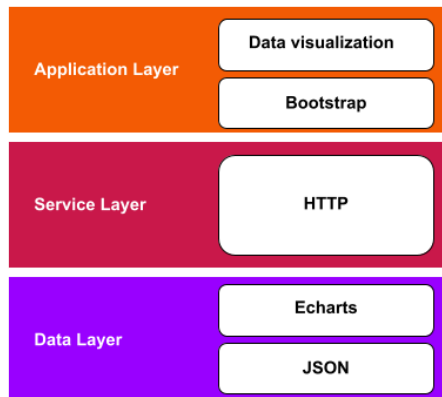 Data visualization
Application Layer
Bootstrap
Service Layer
HTTP
Echarts
Data Layer
JSON